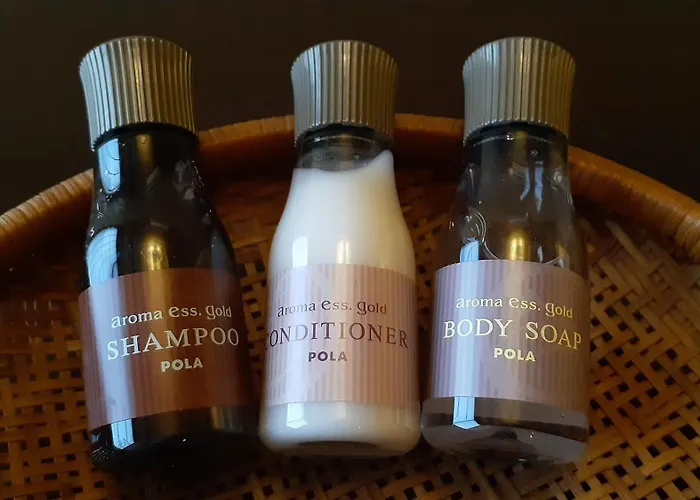 aroma ess. gold
SHAMPOO
POLA
aroma ess. gold
CONDITIONER
POLA
aroma ess. gold
BODY SOAP
POLA